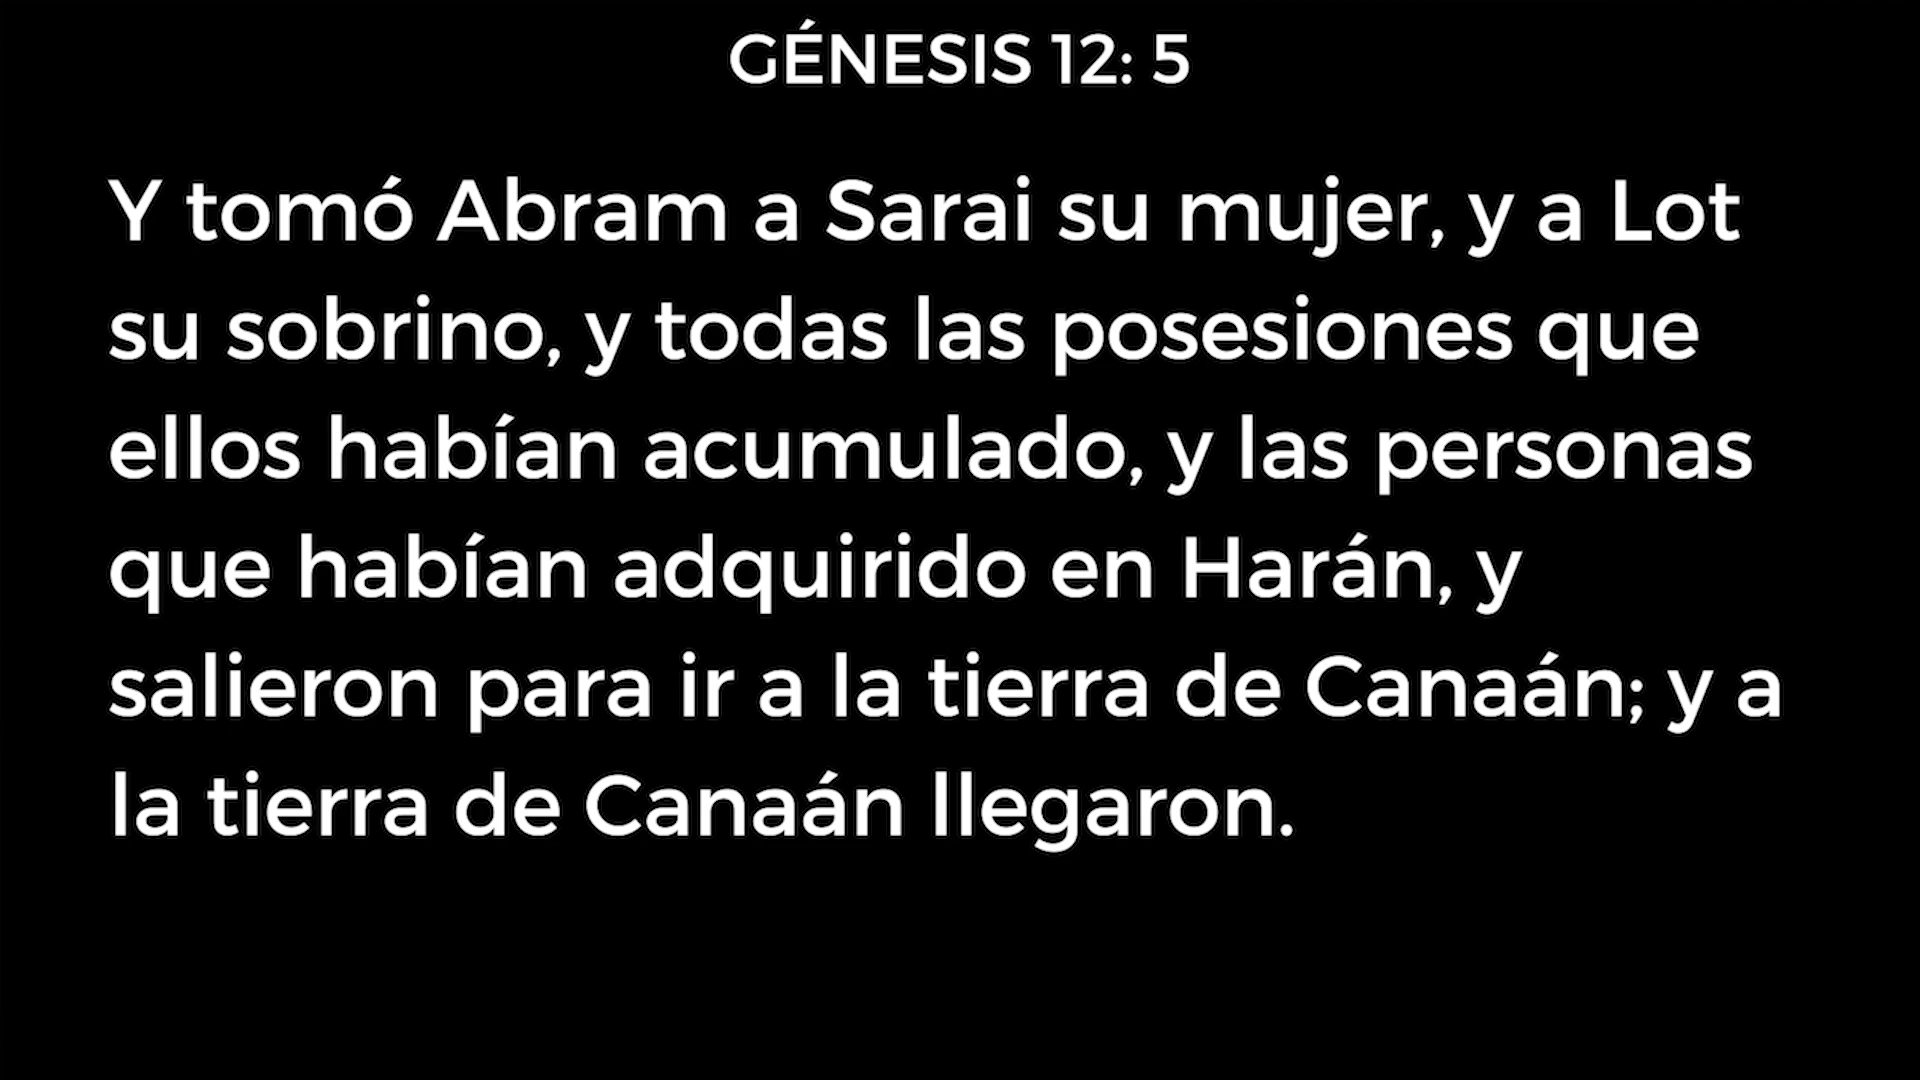 GÉNESIS 12: 5
Y tomó Abram a Sarai su mujer, y a Lot
su sobrino, y todas las posesiones que
ellos habían acumulado, y las personas
que habían adquirido en Harán, y
salieron para ir a la tierra de Canaán; y a
la tierra de Canaán llegaron.